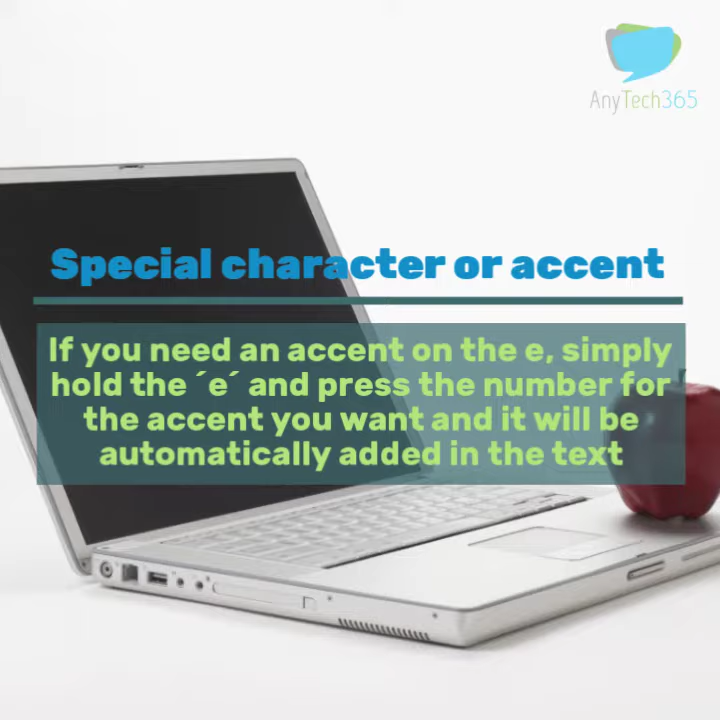 AnyTech365
Special character or accent
If you need an accent on the e, simply
hold the ´e´ and press the number for
the accent you want and it will be
automatically added in the text